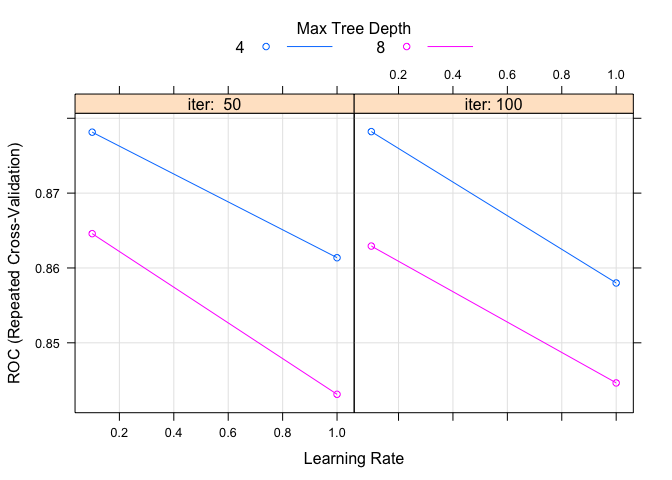 Max Tree Depth
4 8
0.2 0.4 0.6 0.8 1.0
iter: 50 iter: 100
ROC (Repeated Cross-Validation)
0.87
0.86
0.85
0.2 0.4 0.6 0.8 1.0
Learning Rate